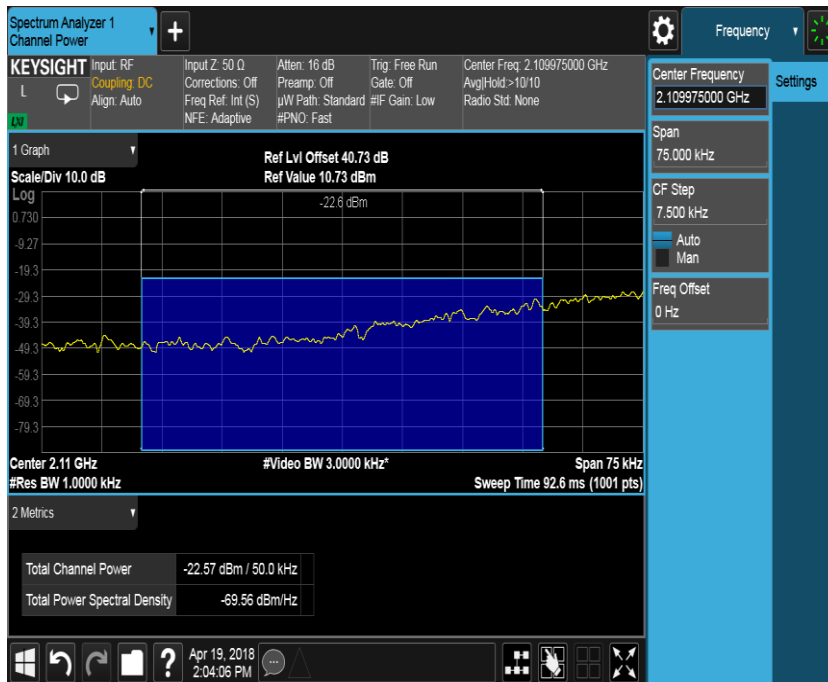 Spectrum Analyzer 1
Channel Power
+
Frequency
KEYSIGHT
L
LXI
Input: RF
Coupling: DC
Align: Auto
Input Z: 50 Ω
Corrections: Off
Freq Ref: Int (S)
NFE: Adaptive
Atten: 16 dB
Preamp: Off
µW Path: Standard
#PNO: Fast
Trig: Free Run
Gate: Off
#IF Gain: Low
Center Freq: 2.109975000 GHz
Avg|Hold:>10/10
Radio Std: None
Center Frequency
2.109975000 GHz
Settings
Span
75.000 kHz
CF Step
7.500 kHz
Auto
Man
Freq Offset
0 Hz
1 Graph
Scale/Div 10.0 dB
Ref Lvl Offset 40.73 dB
Ref Value 10.73 dBm
Log
-22.6 dBm
0.730
-9.27
-19.3
-29.3
-39.3
-49.3
-59.3
-69.3
-79.3
Center 2.11 GHz
#Video BW 3.0000 kHz*
Span 75 kHz
#Res BW 1.0000 kHz
Sweep Time 92.6 ms (1001 pts)
2 Metrics
Total Channel Power -22.57 dBm / 50.0 kHz
Total Power Spectral Density -69.56 dBm/Hz
?
Apr 19, 2018
2:04:06 PM